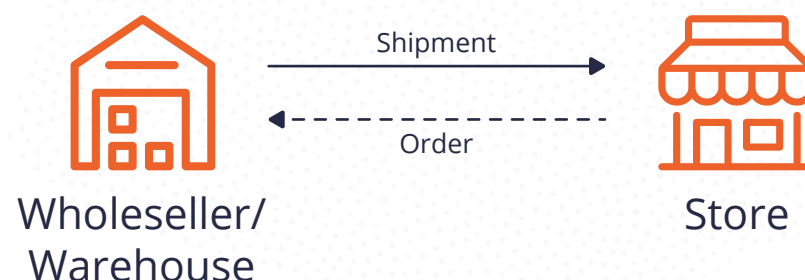 Shipment
Order
Wholeseller/
Warehouse
Store